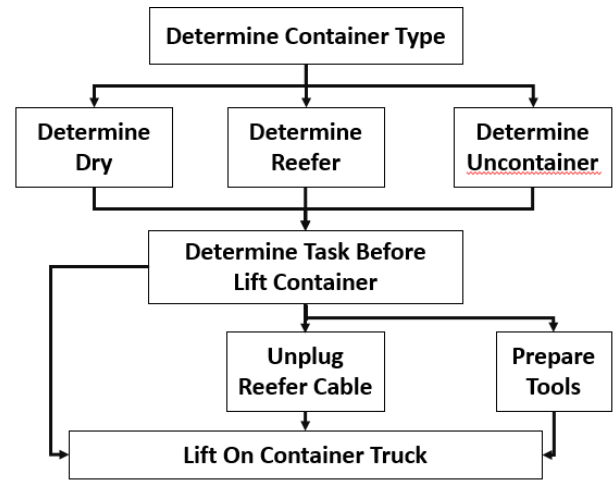 Determine Container Type
Determine
Dry
Determine
Reefer
Determine
Uncontainer
Determine Task Before
Lift Container
Unplug
Reefer Cable
Prepare
Tools
Lift On Container Truck